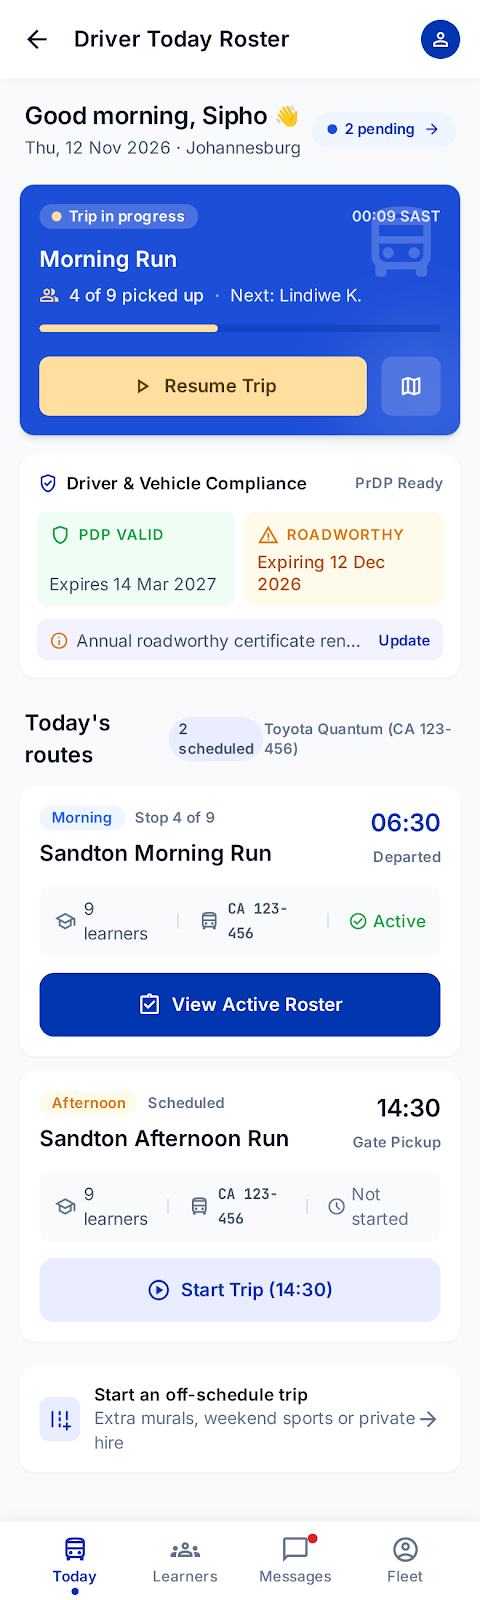 Driver Today Roster
Good morning, Sipho 👋
Thu, 12 Nov 2026 · Johannesburg
2 pending
Trip in progress
00:09 SAST
Morning Run
4 of 9 picked up · Next: Lindiwe K.
Resume Trip
Driver & Vehicle Compliance
PrDP Ready
PDP VALID
Expires 14 Mar 2027
ROADWORTHY
Expiring 12 Dec
2026
Annual roadworthy certificate ren...
Update
Today's
routes
2
scheduled
Toyota Quantum (CA 123-
456)
Morning
Stop 4 of 9
06:30
Sandton Morning Run
Departed
9
learners
CA 123-
456
Active
View Active Roster
Afternoon
Scheduled
14:30
Sandton Afternoon Run
Gate Pickup
9
learners
CA 123-
456
Not
started
Start Trip (14:30)
Start an off-schedule trip
Extra murals, weekend sports or private
hire
Today
Learners
Messages
Fleet